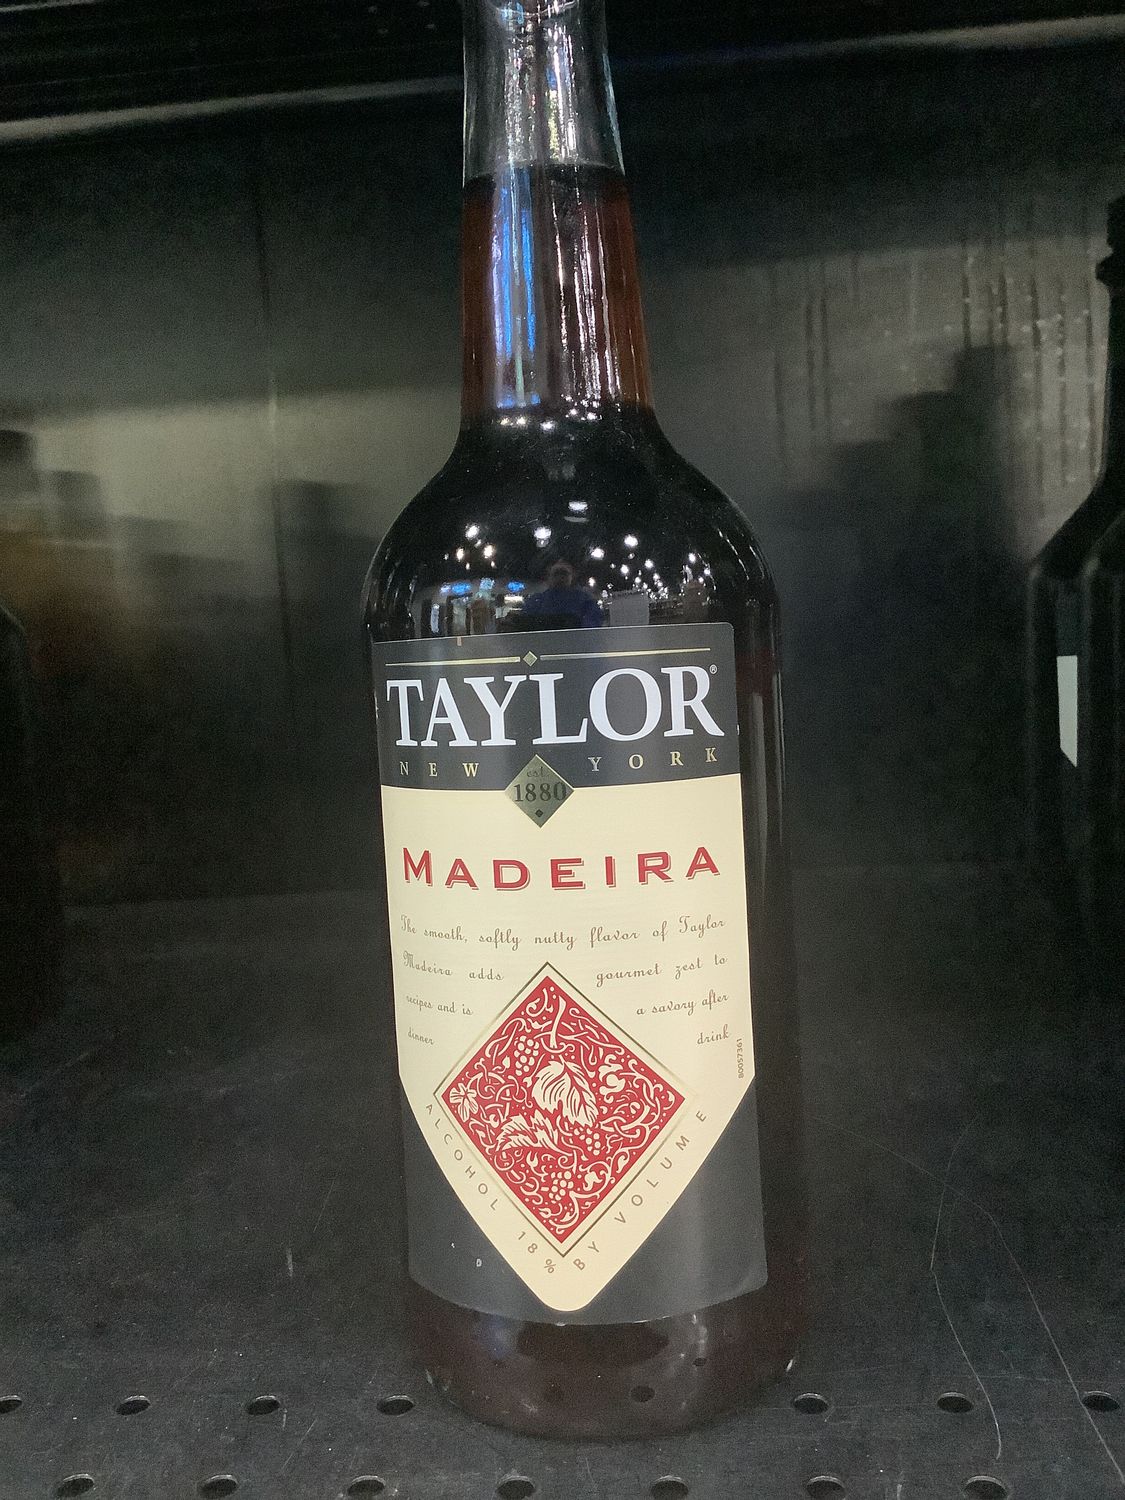 TAYLOR®
NEW YORK
est.
1880
MADEIRA
The smooth, softly nutty flavor of Taylor
Madeira adds gourmet zest to
recipes and is a savory after
dinner drink
80057361
ALCOHOL 18% BY VOLUME